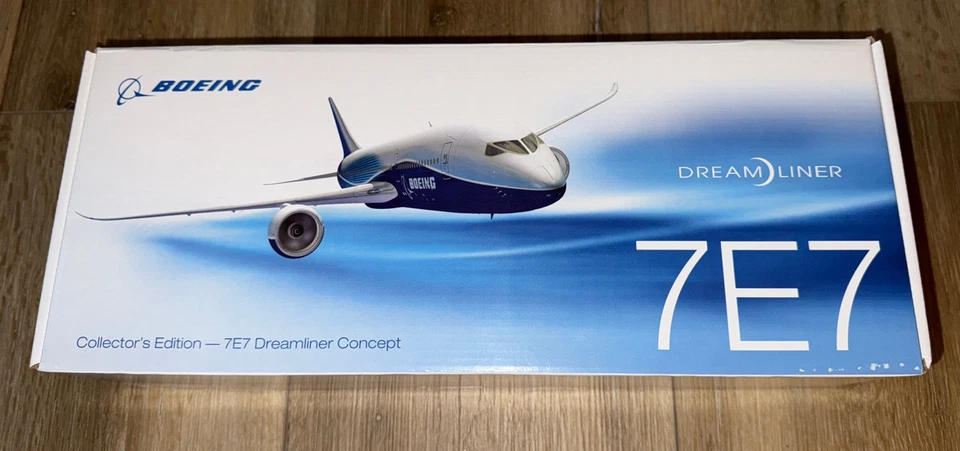 BOEING
BOEING
DREAMLINER
7E7
Collector's Edition — 7E7 Dreamliner Concept